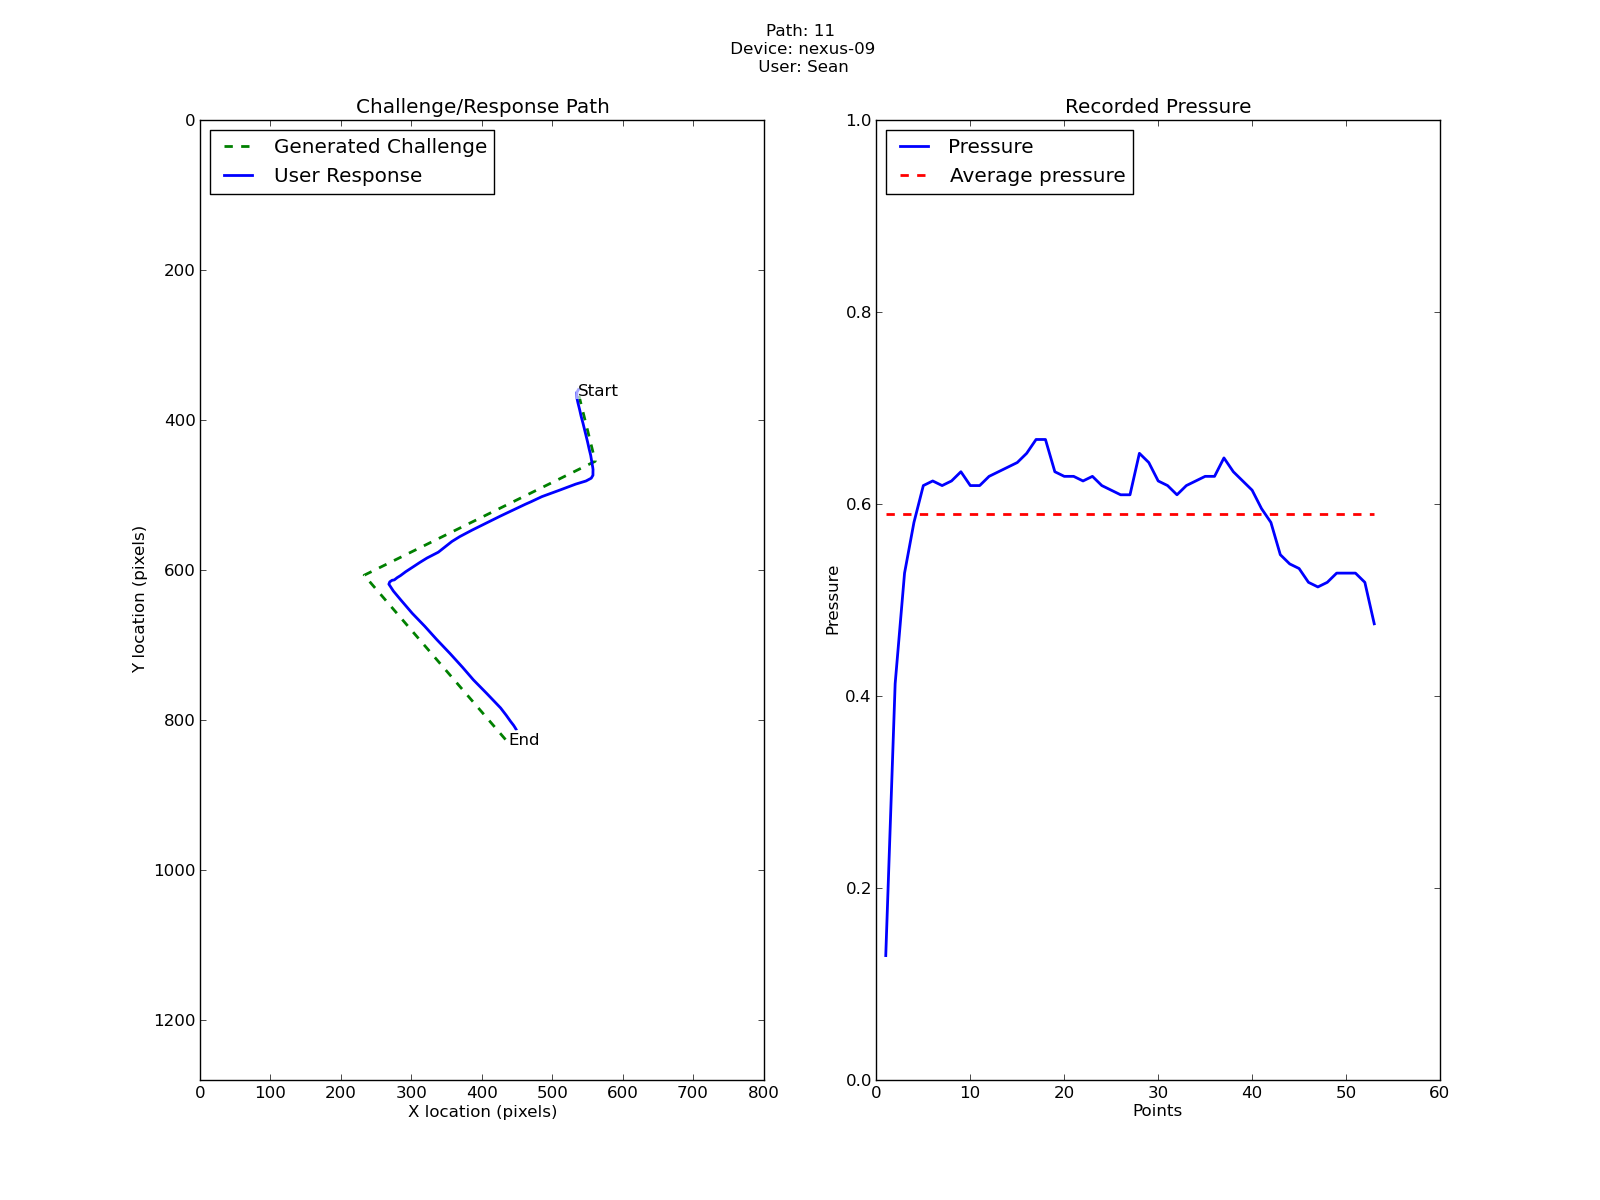 Path: 11
Device: nexus-09
User: Sean
Challenge/Response Path
Generated Challenge
User Response
0
200
400
600
800
1000
1200
Y location (pixels)
Start
End
0 100 200 300 400 500 600 700 800
X location (pixels)
Recorded Pressure
Pressure
Average pressure
1.0
0.8
0.6
0.4
0.2
0.0
Pressure
0 10 20 30 40 50 60
Points